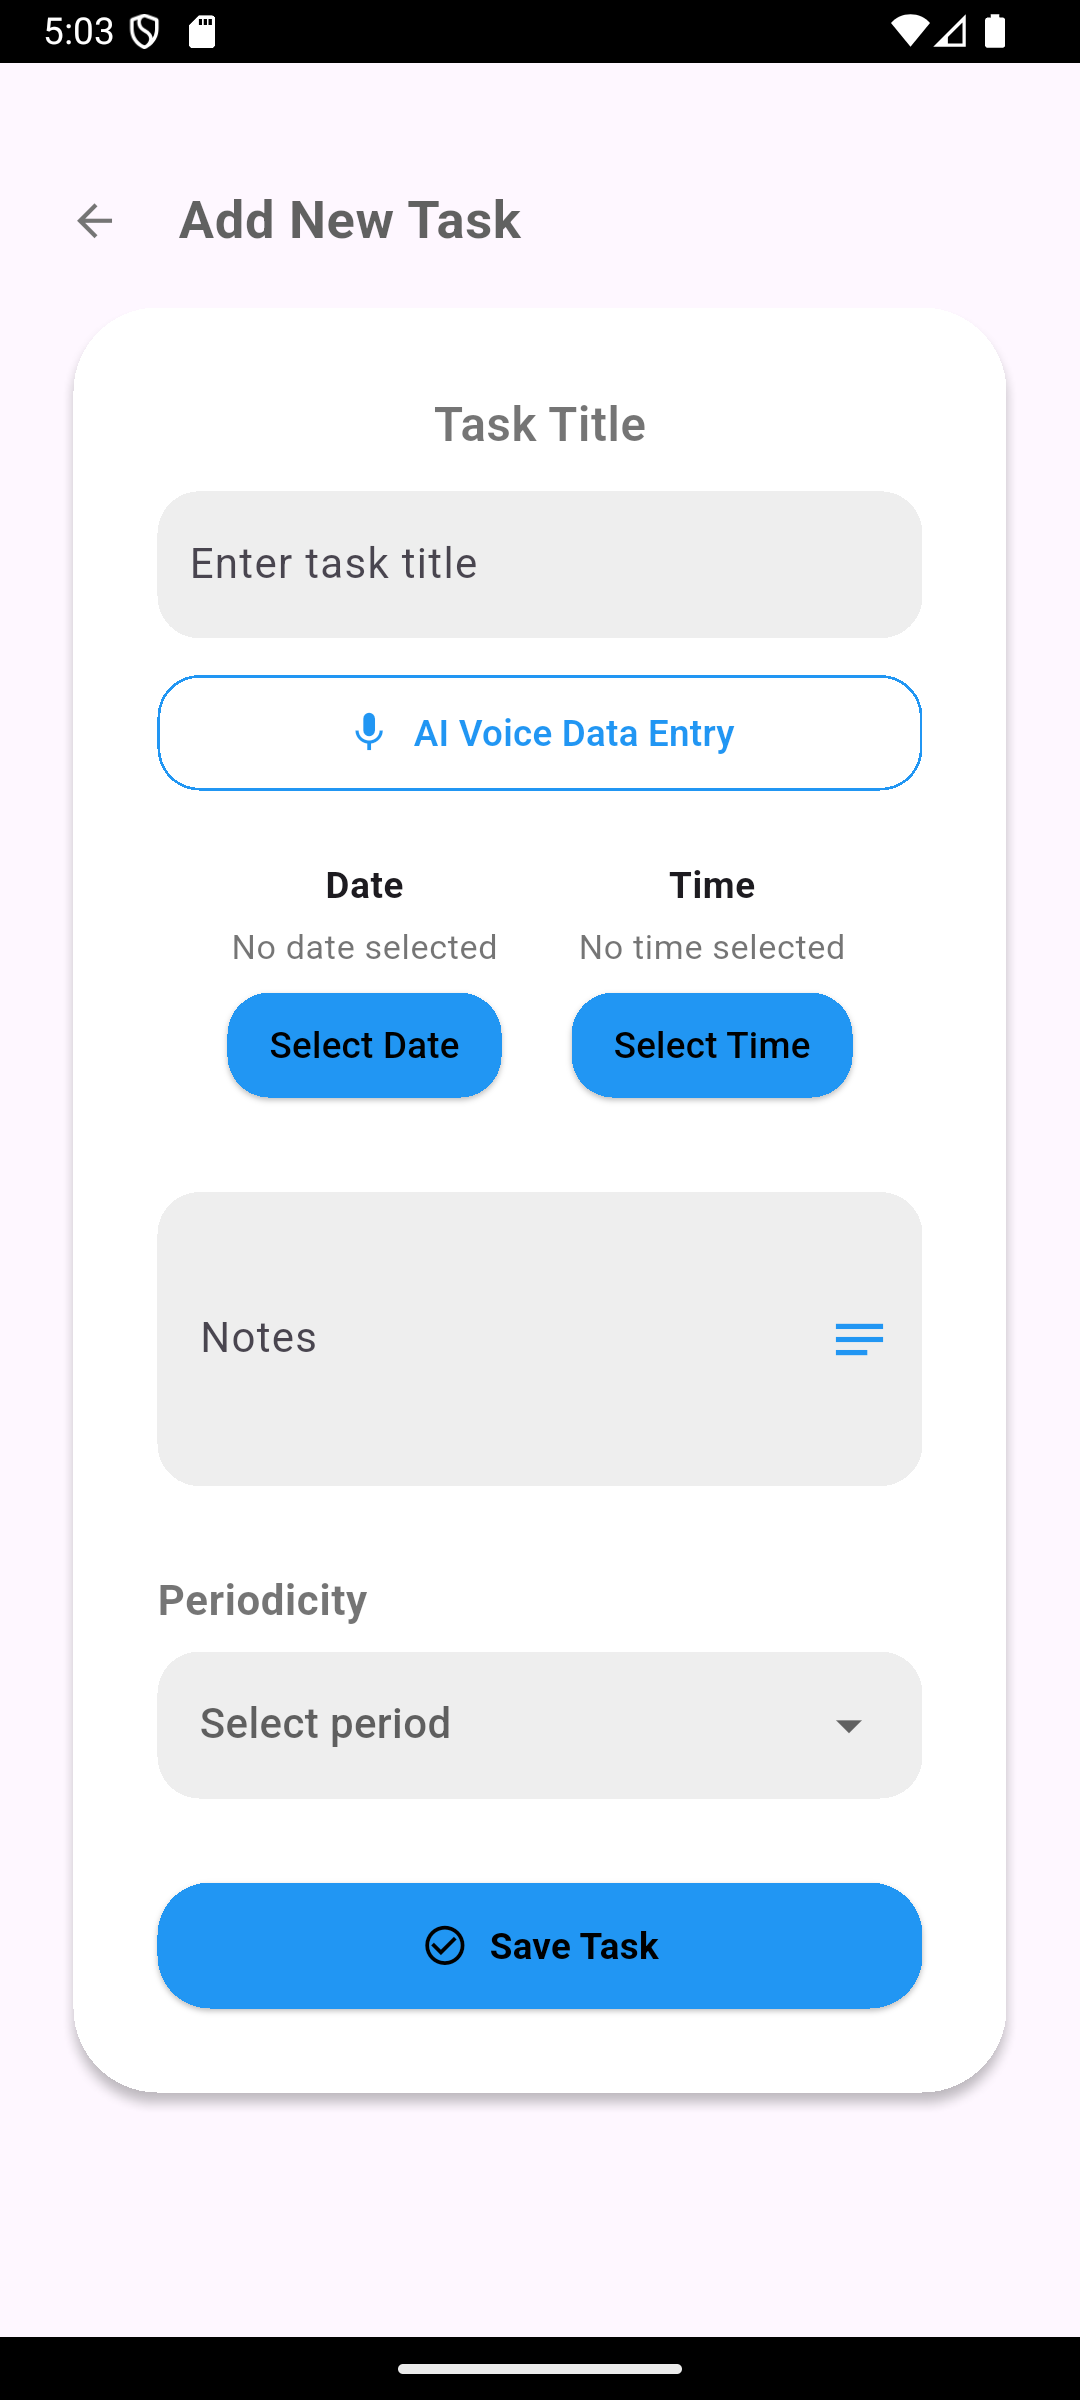 5:03
Add New Task
Task Title
Enter task title
AI Voice Data Entry
Date
Time
No date selected
No time selected
Select Date
Select Time
Notes
Periodicity
Select period
Save Task